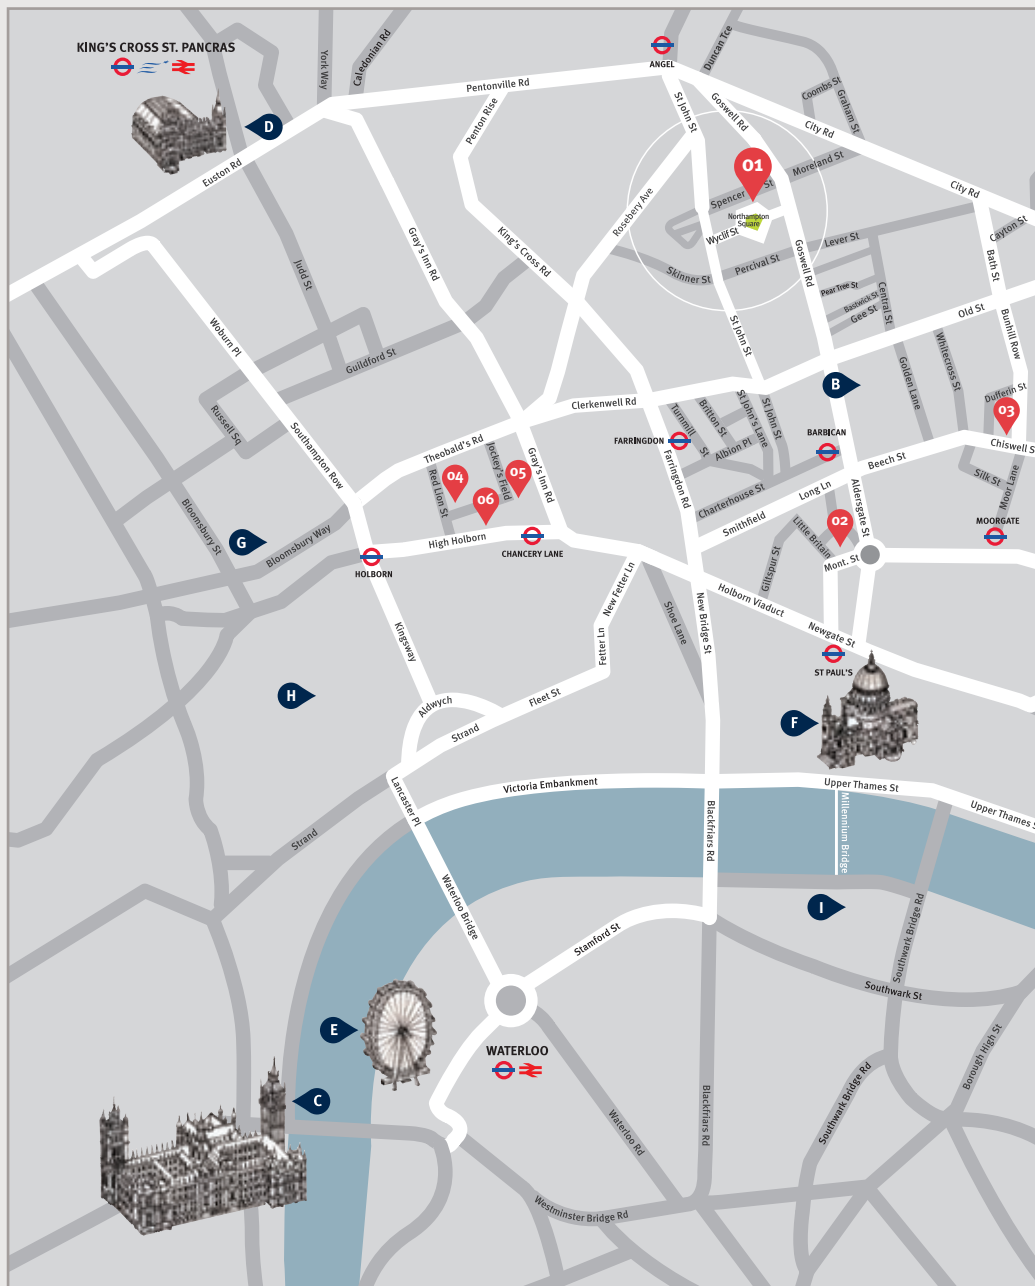 KING'S CROSS ST. PANCRAS
York Way
Caledonian Rd
ANGEL
Duncan Tce
Pentonville Rd
Penton Rise
St John St
Goswell Rd
Coombs St
Graham St
City Rd
D
Euston Rd
01
Moreland St
Spencer St
Northampton
Square
Wyclif St
City Rd
Cayton St
Rosebery Ave
King's Cross Rd
Gray's Inn Rd
Judd St
Skinner St
Percival St
Lever St
Goswell Rd
Pear Tree St
Bastwick St
Gee St
Central St
Bath St
Old St
Bunhill Row
Woburn Pl
Guildford St
St John St
Golden Lane
Whitecross St
Dufferin St
B
Russell Sq
Southampton Row
Clerkenwell Rd
Theobald's Rd
Turnmill St
Britton St
St John's Lane
St John St
Albion Pl
FARRINGDON
BARBICAN
03
Chiswell St
Beech St
Silk St
Moor Lane
Jockey's Field
Gray's Inn Rd
Red Lion St
04
05
06
Farringdon Rd
Charterhouse St
Long Ln
Smithfield
Aldersgate St
02
Little Britain
Mont. St
Giltspur St
MOORGATE
Bloomsbury St
G
Bloomsbury Way
High Holborn
HOLBORN
CHANCERY LANE
New Fetter Ln
Fetter Ln
Shoe Lane
New Bridge St
Holborn Viaduct
Newgate St
ST PAUL'S
Kingsway
H
Aldwych
Strand
Fleet St
F
Lancaster Pl
Victoria Embankment
Upper Thames St
Upper Thames S
Strand
Blackfriars Rd
Millennium Bridge
Waterloo Bridge
I
Southwark Bridge Rd
Stamford St
Southwark St
E
WATERLOO
Borough High St
Southwark Bridge Rd
C
Waterloo Rd
Blackfriars Rd
Westminster Bridge Rd